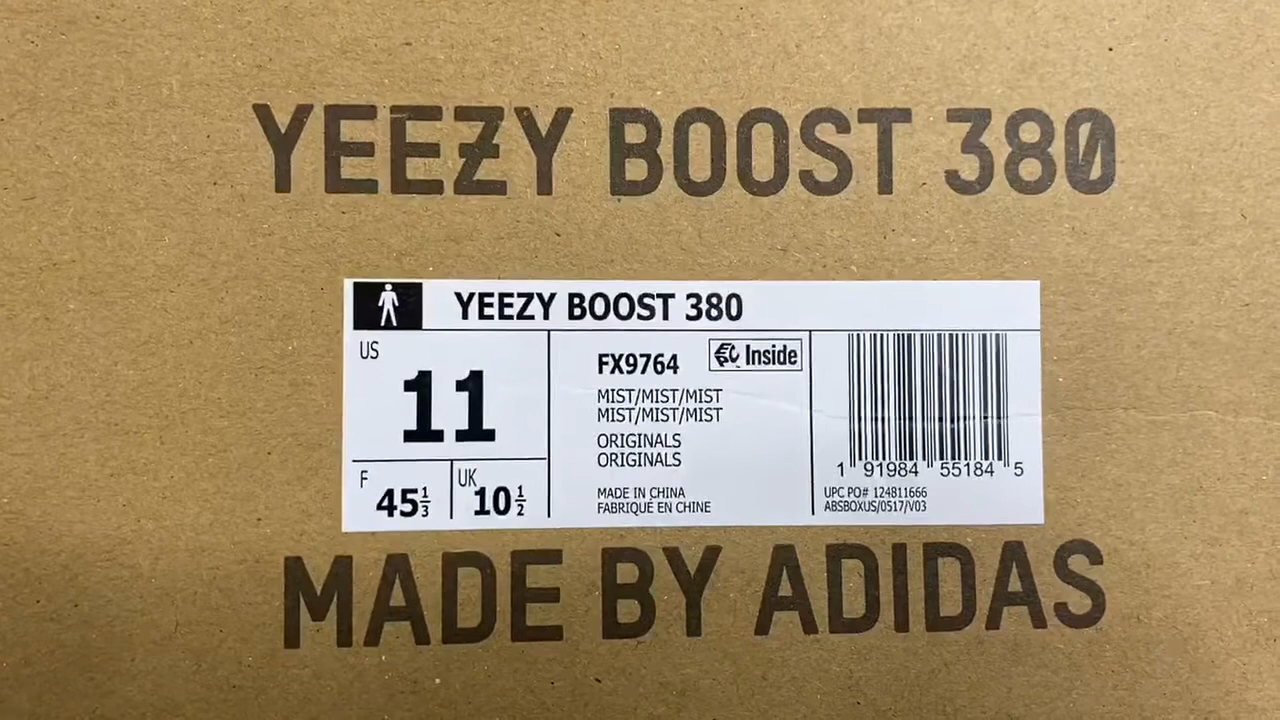 YEEZY BOOST 380
YEEZY BOOST 380
US
11
F 45 1/3
UK 10 1/2
FX9764
Inside
MIST/MIST/MIST
MIST/MIST/MIST
ORIGINALS
ORIGINALS
MADE IN CHINA
FABRIQUÉ EN CHINE
1 91984 55184 5
UPC PO# 124811666
ABSBOXUS/0517/V03
MADE BY ADIDAS